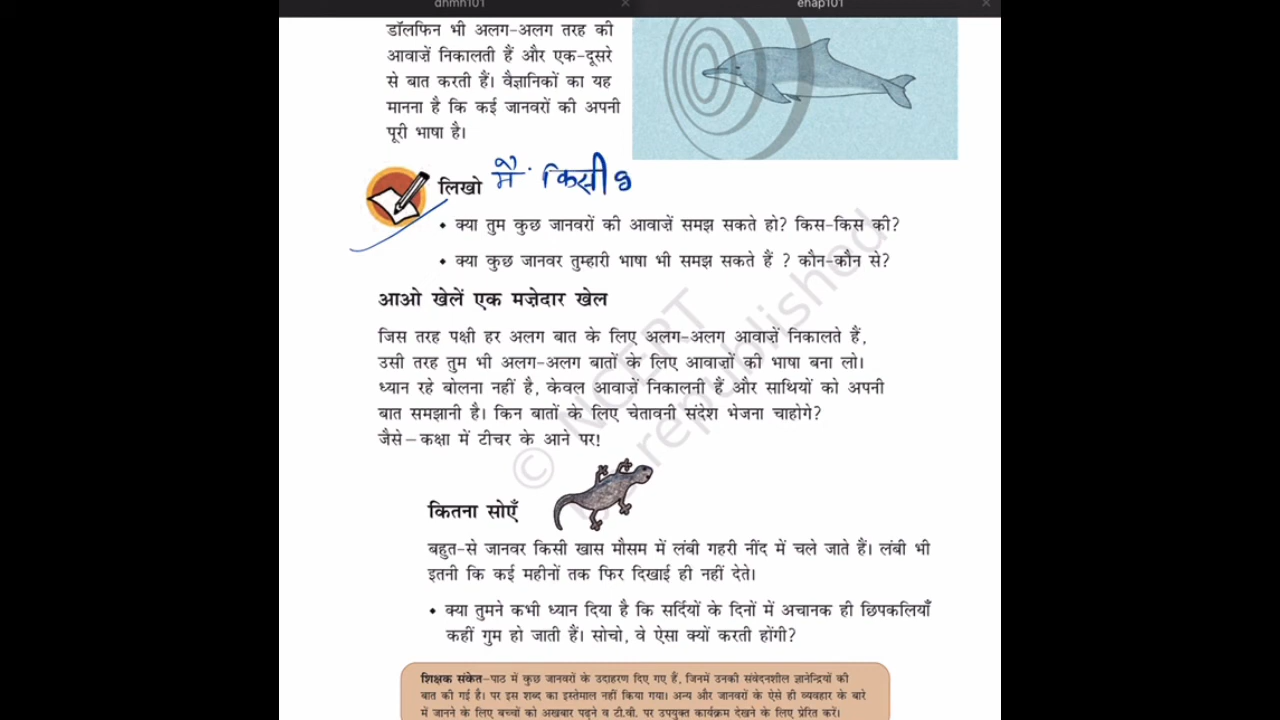 dnmn101
ehap101
डॉलफिन भी अलग-अलग तरह की
आवाज़ें निकालती हैं और एक-दूसरे
से बात करती हैं। वैज्ञानिकों का यह
मानना है कि कई जानवरों की अपनी
पूरी भाषा है।
लिखो मै किसी
• क्या तुम कुछ जानवरों की आवाज़ें समझ सकते हो? किस-किस की?
• क्या कुछ जानवर तुम्हारी भाषा भी समझ सकते हैं ? कौन-कौन से?
आओ खेलें एक मज़ेदार खेल
जिस तरह पक्षी हर अलग बात के लिए अलग-अलग आवाज़ें निकालते हैं,
उसी तरह तुम भी अलग-अलग बातों के लिए आवाज़ों की भाषा बना लो।
ध्यान रहे बोलना नहीं है, केवल आवाज़ें निकालनी हैं और साथियों को अपनी
बात समझानी है। किन बातों के लिए चेतावनी संदेश भेजना चाहोगे?
जैसे – कक्षा में टीचर के आने पर!
© NCERT
republished
कितना सोएँ
बहुत-से जानवर किसी खास मौसम में लंबी गहरी नींद में चले जाते हैं। लंबी भी
इतनी कि कई महीनों तक फिर दिखाई ही नहीं देते।
• क्या तुमने कभी ध्यान दिया है कि सर्दियों के दिनों में अचानक ही छिपकलियाँ
कहीं गुम हो जाती हैं। सोचो, वे ऐसा क्यों करती होंगी?
शिक्षक संकेत–पाठ में कुछ जानवरों के उदाहरण दिए गए हैं, जिनमें उनकी संवेदनशील ज्ञानेन्द्रियों की
बात की गई है। पर इस शब्द का इस्तेमाल नहीं किया गया। अन्य और जानवरों के ऐसे ही व्यवहार के बारे
में जानने के लिए बच्चों को अखबार पढ़ने व टी.वी. पर उपयुक्त कार्यक्रम देखने के लिए प्रेरित करें।